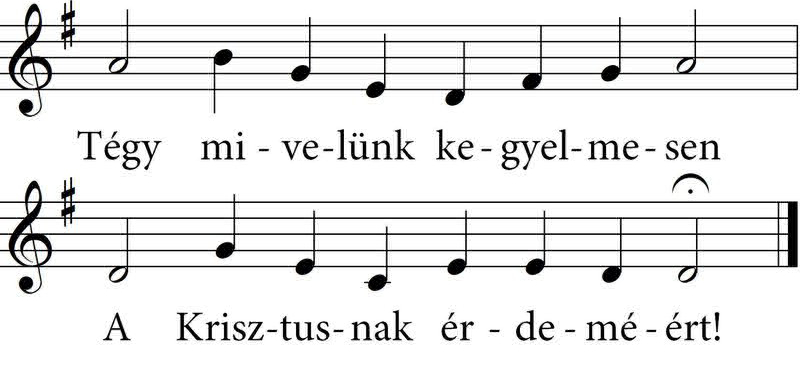 Tégy mi - ve-lünk ke - gyel-me - sen
A Krisz-tus-nak ér - de - mé - ért!